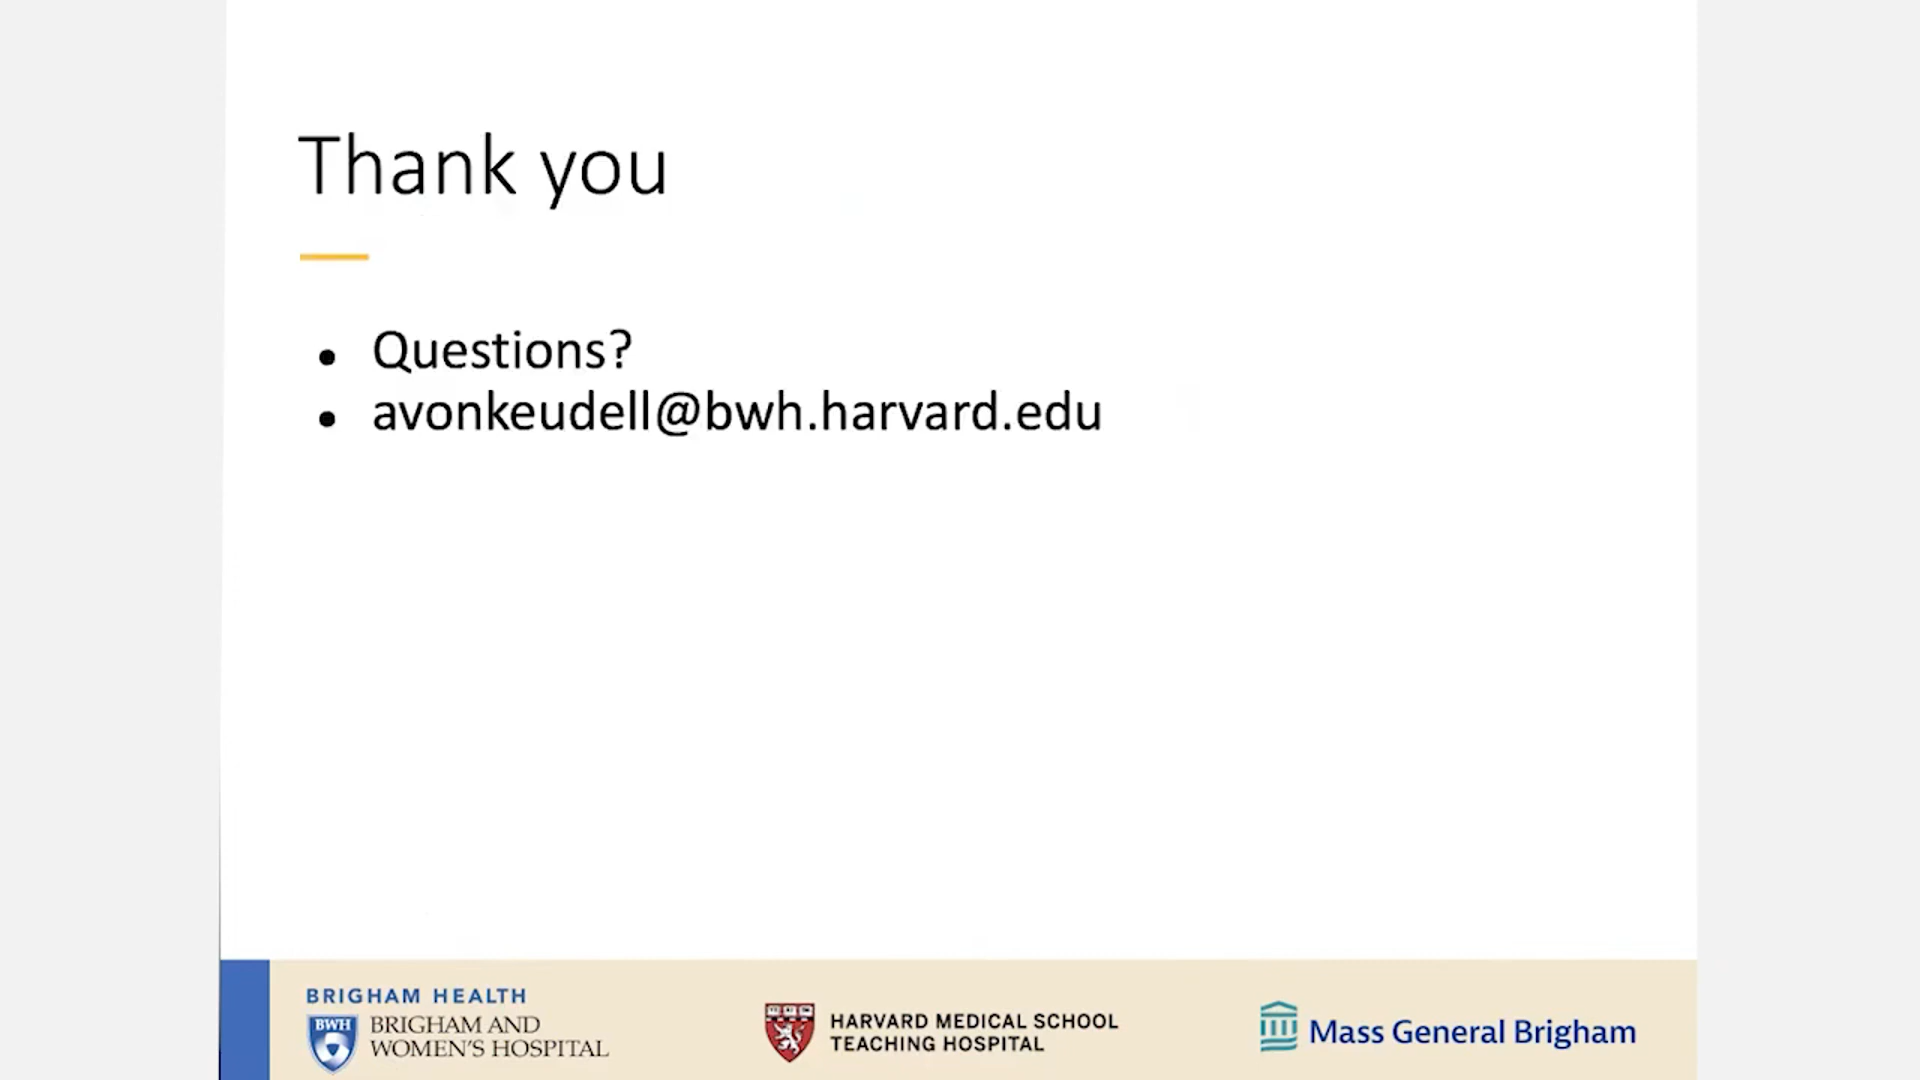 Thank you
• Questions?
• avonkeudell@bwh.harvard.edu
BRIGHAM HEALTH
BWH
BRIGHAM AND
WOMEN'S HOSPITAL
HARVARD MEDICAL SCHOOL
TEACHING HOSPITAL
Mass General Brigham